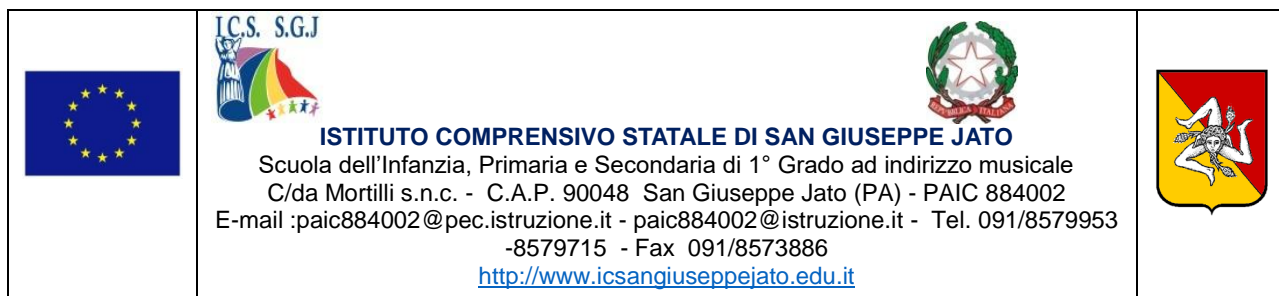 I.C.S. S.G.J
REPVBBLICA ITALIANA
ISTITUTO COMPRENSIVO STATALE DI SAN GIUSEPPE JATO
Scuola dell'Infanzia, Primaria e Secondaria di 1° Grado ad indirizzo musicale
C/da Mortilli s.n.c. - C.A.P. 90048 San Giuseppe Jato (PA) - PAIC 884002
E-mail :paic884002@pec.istruzione.it - paic884002@istruzione.it - Tel. 091/8579953
-8579715 - Fax 091/8573886
http://www.icsangiuseppejato.edu.it